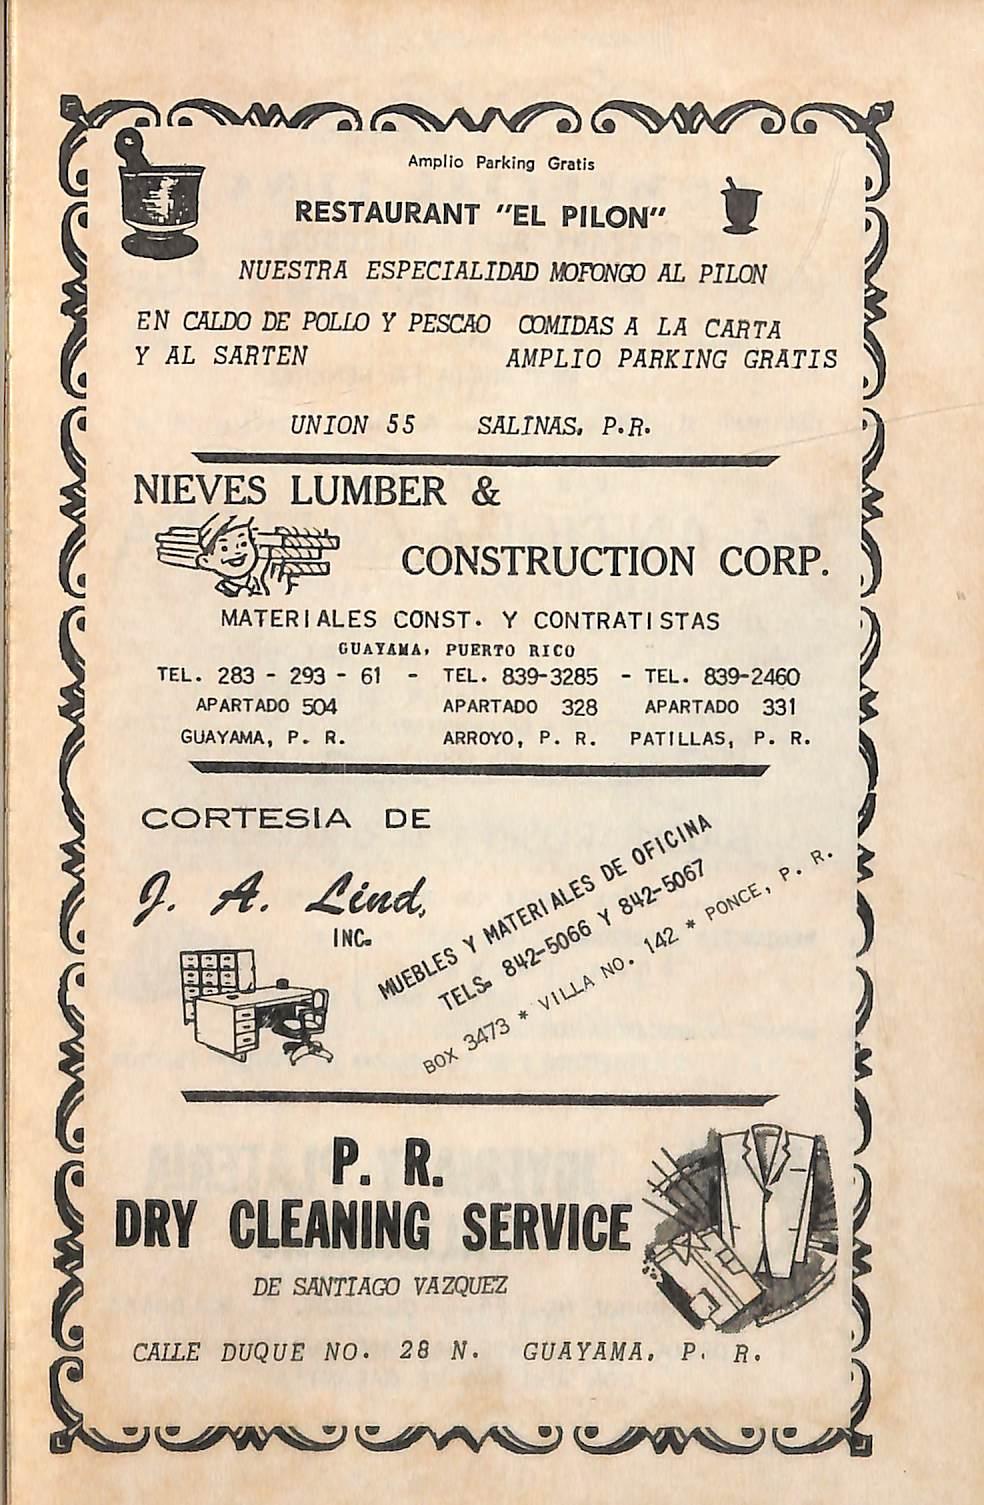 Amplio Parking Gratis
RESTAURANT "EL PILON"
NUESTRA ESPECIALIDAD MOFONGO AL PILON
EN CALDO DE POLLO Y PESCAO COMIDAS A LA CARTA
Y AL SARTEN AMPLIO PARKING GRATIS
UNION 55 SALINAS, P.R.
NIEVES LUMBER &
CONSTRUCTION CORP.
MATERIALES CONST. Y CONTRATISTAS
GUAYAMA, PUERTO RICO
TEL. 283 - 293 - 61 - TEL. 839-3285 - TEL. 839-2460
APARTADO 504 APARTADO 328 APARTADO 331
GUAYAMA, P. R. ARROYO, P. R. PATILLAS, P. R.
CORTESIA DE
J. A. Lind,
INC.
MUEBLES Y MATERIALES DE OFICINA
TELS. 842-5066 Y 842-5067
BOX 3473 * VILLA NO. 142 * PONCE, P. R.
P. R.
DRY CLEANING SERVICE
DE SANTIAGO VAZQUEZ
CALLE DUQUE NO. 28 N. GUAYAMA, P. R.